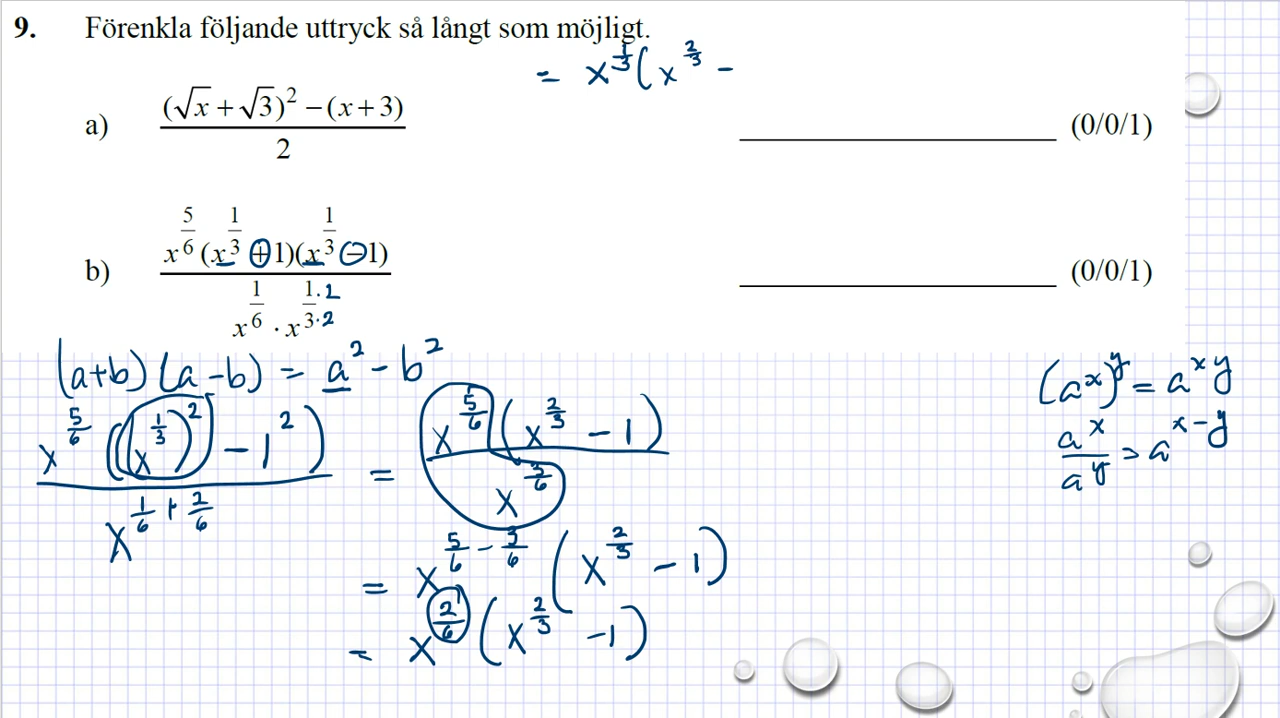 9. Förenkla följande uttryck så långt som möjligt.
= x^(1/3) (x^(2/3) −
a) ((√x + √3)² − (x + 3)) / 2 ____________ (0/0/1)
b) (x^(5/6) (x^(1/3) + 1)(x^(1/3) − 1)) / (x^(1/6) · x^(1·2/3·2)) ____________ (0/0/1)
(a+b)(a−b) = a² − b²
(x^(5/6) ((x^(1/3))² − 1²)) / x^(1/6 + 2/6) = (x^(5/6) (x^(2/3) − 1)) / x^(3/6)
= x^(5/6 − 3/6) (x^(2/3) − 1)
= x^(2/6) (x^(2/3) − 1)
(a^x)^y = a^(xy)
a^x / a^y = a^(x−y)